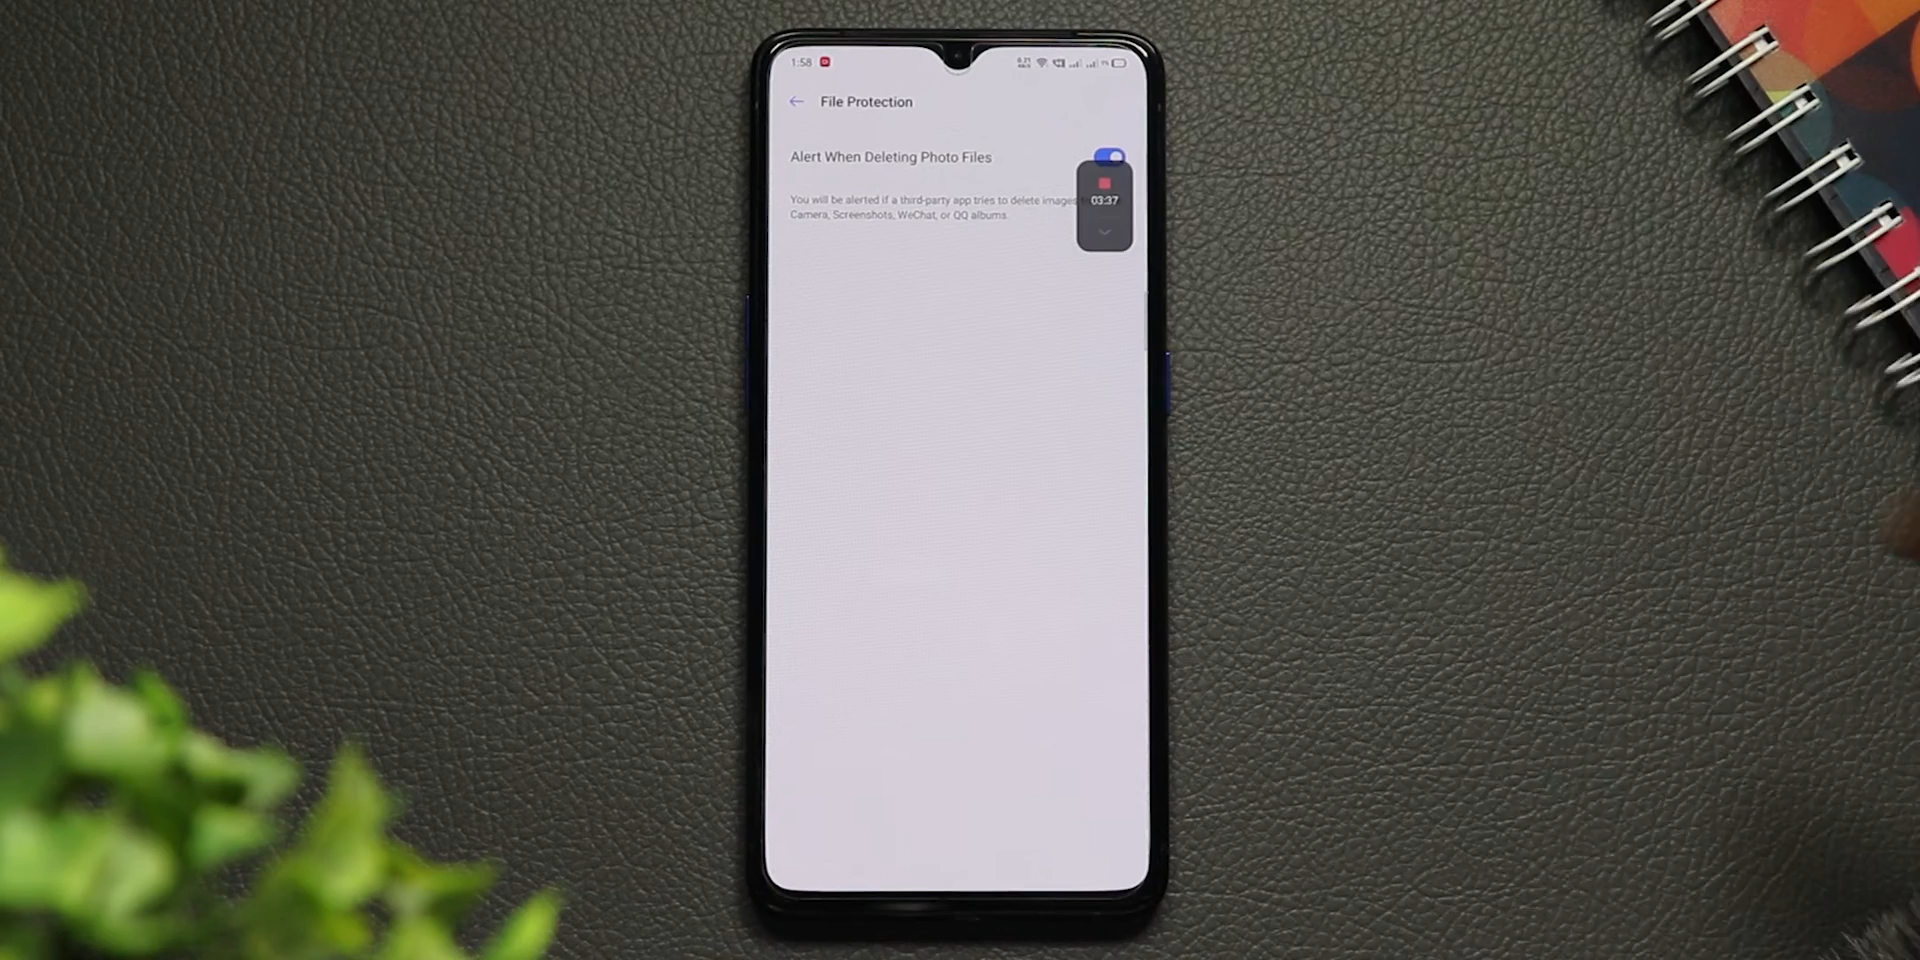 1:58
File Protection
Alert When Deleting Photo Files
You will be alerted if a third-party app tries to delete images
Camera, Screenshots, WeChat, or QQ albums.
03:37